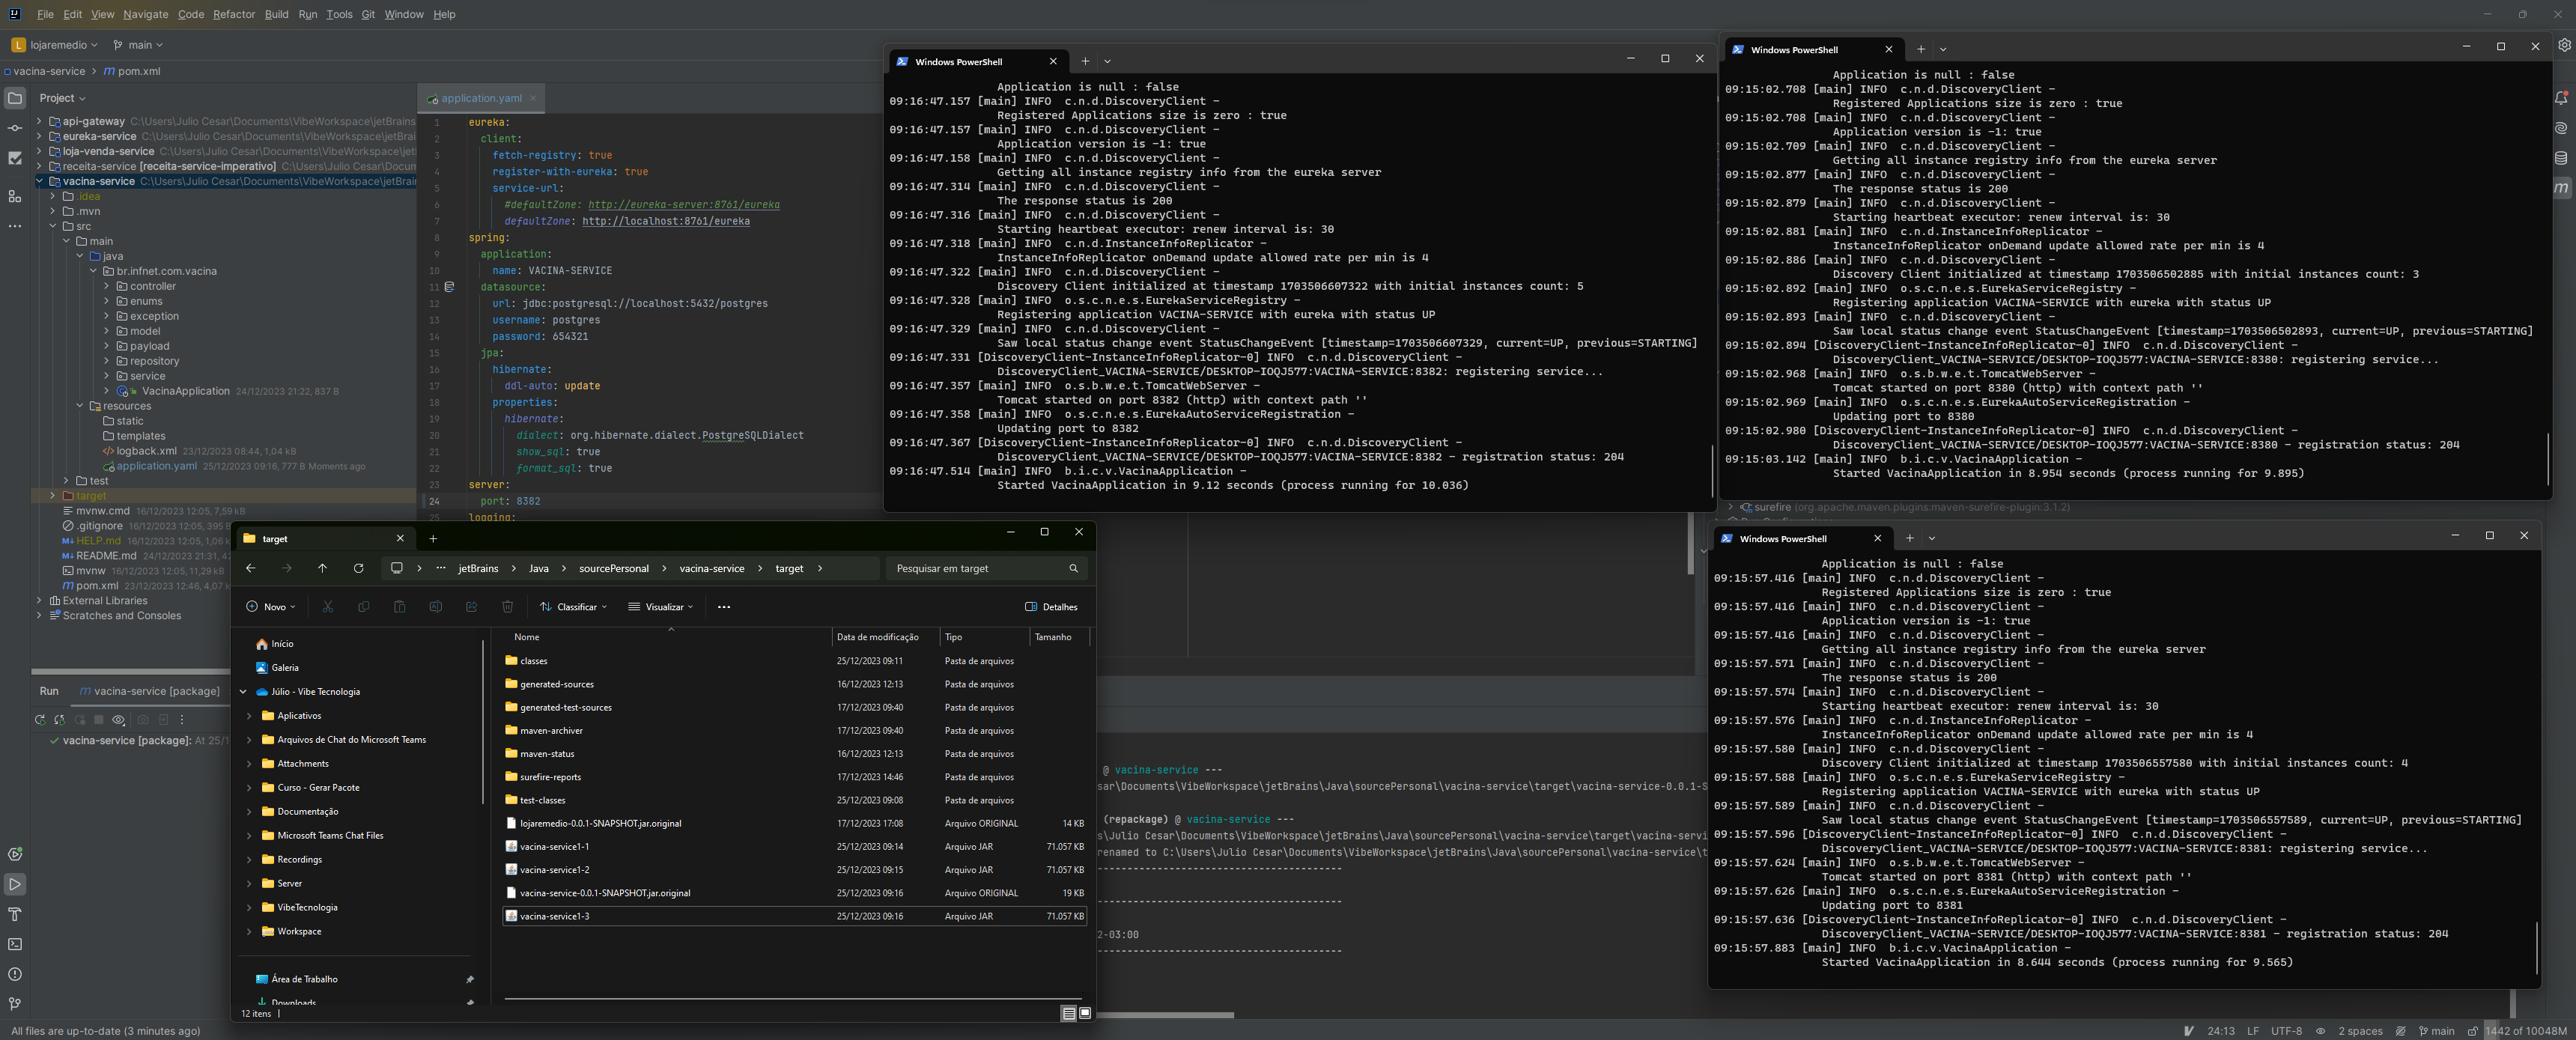 File Edit View Navigate Code Refactor Build Run Tools Git Window Help
L lojaremedio main
vacina-service > m pom.xml
Project
api-gateway C:\Users\Julio Cesar\Documents\VibeWorkspace\jetBrains
eureka-service C:\Users\Julio Cesar\Documents\VibeWorkspace\jetBrai
loja-venda-service C:\Users\Julio Cesar\Documents\VibeWorkspace\jet
receita-service [receita-service-imperativo] C:\Users\Julio Cesar\Docum
vacina-service C:\Users\Julio Cesar\Documents\VibeWorkspace\jetBrain
.idea
.mvn
src
main
java
br.infnet.com.vacina
controller
enums
exception
model
payload
repository
service
VacinaApplication 24/12/2023 21:22, 837 B
resources
static
templates
logback.xml 23/12/2023 08:44, 1,04 kB
application.yaml 25/12/2023 09:16, 777 B Moments ago
test
target
mvnw.cmd 16/12/2023 12:05, 7,59 kB
.gitignore 16/12/2023 12:05, 395 B
HELP.md 16/12/2023 12:05, 1,06 k
README.md 24/12/2023 21:31, 42
mvnw 16/12/2023 12:05, 11,29 kB
pom.xml 23/12/2023 12:46, 4,07 k
External Libraries
Scratches and Consoles
application.yaml
1 eureka:
2 client:
3 fetch-registry: true
4 register-with-eureka: true
5 service-url:
6 #defaultZone: http://eureka-server:8761/eureka
7 defaultZone: http://localhost:8761/eureka
8 spring:
9 application:
10 name: VACINA-SERVICE
11 datasource:
12 url: jdbc:postgresql://localhost:5432/postgres
13 username: postgres
14 password: 654321
15 jpa:
16 hibernate:
17 ddl-auto: update
18 properties:
19 hibernate:
20 dialect: org.hibernate.dialect.PostgreSQLDialect
21 show_sql: true
22 format_sql: true
23 server:
24 port: 8382
25 logging:
Windows PowerShell
Application is null : false
09:16:47.157 [main] INFO c.n.d.DiscoveryClient -
Registered Applications size is zero : true
09:16:47.157 [main] INFO c.n.d.DiscoveryClient -
Application version is -1: true
09:16:47.158 [main] INFO c.n.d.DiscoveryClient -
Getting all instance registry info from the eureka server
09:16:47.314 [main] INFO c.n.d.DiscoveryClient -
The response status is 200
09:16:47.316 [main] INFO c.n.d.DiscoveryClient -
Starting heartbeat executor: renew interval is: 30
09:16:47.318 [main] INFO c.n.d.InstanceInfoReplicator -
InstanceInfoReplicator onDemand update allowed rate per min is 4
09:16:47.322 [main] INFO c.n.d.DiscoveryClient -
Discovery Client initialized at timestamp 1703506607322 with initial instances count: 5
09:16:47.328 [main] INFO o.s.c.n.e.s.EurekaServiceRegistry -
Registering application VACINA-SERVICE with eureka with status UP
09:16:47.329 [main] INFO c.n.d.DiscoveryClient -
Saw local status change event StatusChangeEvent [timestamp=1703506607329, current=UP, previous=STARTING]
09:16:47.331 [DiscoveryClient-InstanceInfoReplicator-0] INFO c.n.d.DiscoveryClient -
DiscoveryClient_VACINA-SERVICE/DESKTOP-IOQJ577:VACINA-SERVICE:8382: registering service...
09:16:47.357 [main] INFO o.s.b.w.e.t.TomcatWebServer -
Tomcat started on port 8382 (http) with context path ''
09:16:47.358 [main] INFO o.s.c.n.e.s.EurekaAutoServiceRegistration -
Updating port to 8382
09:16:47.367 [DiscoveryClient-InstanceInfoReplicator-0] INFO c.n.d.DiscoveryClient -
DiscoveryClient_VACINA-SERVICE/DESKTOP-IOQJ577:VACINA-SERVICE:8382 - registration status: 204
09:16:47.514 [main] INFO b.i.c.v.VacinaApplication -
Started VacinaApplication in 9.12 seconds (process running for 10.036)
Windows PowerShell
Application is null : false
09:15:02.708 [main] INFO c.n.d.DiscoveryClient -
Registered Applications size is zero : true
09:15:02.708 [main] INFO c.n.d.DiscoveryClient -
Application version is -1: true
09:15:02.709 [main] INFO c.n.d.DiscoveryClient -
Getting all instance registry info from the eureka server
09:15:02.877 [main] INFO c.n.d.DiscoveryClient -
The response status is 200
09:15:02.879 [main] INFO c.n.d.DiscoveryClient -
Starting heartbeat executor: renew interval is: 30
09:15:02.881 [main] INFO c.n.d.InstanceInfoReplicator -
InstanceInfoReplicator onDemand update allowed rate per min is 4
09:15:02.886 [main] INFO c.n.d.DiscoveryClient -
Discovery Client initialized at timestamp 1703506502885 with initial instances count: 3
09:15:02.892 [main] INFO o.s.c.n.e.s.EurekaServiceRegistry -
Registering application VACINA-SERVICE with eureka with status UP
09:15:02.893 [main] INFO c.n.d.DiscoveryClient -
Saw local status change event StatusChangeEvent [timestamp=1703506502893, current=UP, previous=STARTING]
09:15:02.894 [DiscoveryClient-InstanceInfoReplicator-0] INFO c.n.d.DiscoveryClient -
DiscoveryClient_VACINA-SERVICE/DESKTOP-IOQJ577:VACINA-SERVICE:8380: registering service...
09:15:02.968 [main] INFO o.s.b.w.e.t.TomcatWebServer -
Tomcat started on port 8380 (http) with context path ''
09:15:02.969 [main] INFO o.s.c.n.e.s.EurekaAutoServiceRegistration -
Updating port to 8380
09:15:02.980 [DiscoveryClient-InstanceInfoReplicator-0] INFO c.n.d.DiscoveryClient -
DiscoveryClient_VACINA-SERVICE/DESKTOP-IOQJ577:VACINA-SERVICE:8380 - registration status: 204
09:15:03.142 [main] INFO b.i.c.v.VacinaApplication -
Started VacinaApplication in 8.954 seconds (process running for 9.895)
surefire (org.apache.maven.plugins:maven-surefire-plugin:3.1.2)
Windows PowerShell
Application is null : false
09:15:57.416 [main] INFO c.n.d.DiscoveryClient -
Registered Applications size is zero : true
09:15:57.416 [main] INFO c.n.d.DiscoveryClient -
Application version is -1: true
09:15:57.416 [main] INFO c.n.d.DiscoveryClient -
Getting all instance registry info from the eureka server
09:15:57.571 [main] INFO c.n.d.DiscoveryClient -
The response status is 200
09:15:57.574 [main] INFO c.n.d.DiscoveryClient -
Starting heartbeat executor: renew interval is: 30
09:15:57.576 [main] INFO c.n.d.InstanceInfoReplicator -
InstanceInfoReplicator onDemand update allowed rate per min is 4
09:15:57.580 [main] INFO c.n.d.DiscoveryClient -
Discovery Client initialized at timestamp 1703506557580 with initial instances count: 4
09:15:57.588 [main] INFO o.s.c.n.e.s.EurekaServiceRegistry -
Registering application VACINA-SERVICE with eureka with status UP
09:15:57.589 [main] INFO c.n.d.DiscoveryClient -
Saw local status change event StatusChangeEvent [timestamp=1703506557589, current=UP, previous=STARTING]
09:15:57.596 [DiscoveryClient-InstanceInfoReplicator-0] INFO c.n.d.DiscoveryClient -
DiscoveryClient_VACINA-SERVICE/DESKTOP-IOQJ577:VACINA-SERVICE:8381: registering service...
09:15:57.624 [main] INFO o.s.b.w.e.t.TomcatWebServer -
Tomcat started on port 8381 (http) with context path ''
09:15:57.626 [main] INFO o.s.c.n.e.s.EurekaAutoServiceRegistration -
Updating port to 8381
09:15:57.636 [DiscoveryClient-InstanceInfoReplicator-0] INFO c.n.d.DiscoveryClient -
DiscoveryClient_VACINA-SERVICE/DESKTOP-IOQJ577:VACINA-SERVICE:8381 - registration status: 204
09:15:57.883 [main] INFO b.i.c.v.VacinaApplication -
Started VacinaApplication in 8.644 seconds (process running for 9.565)
target
jetBrains > Java > sourcePersonal > vacina-service > target >
Pesquisar em target
Novo Classificar Visualizar ... Detalhes
Início
Galeria
Júlio - Vibe Tecnologia
Aplicativos
Arquivos de Chat do Microsoft Teams
Attachments
Curso - Gerar Pacote
Documentação
Microsoft Teams Chat Files
Recordings
Server
VibeTecnologia
Workspace
Área de Trabalho
Downloads
Nome Data de modificação Tipo Tamanho
classes 25/12/2023 09:11 Pasta de arquivos
generated-sources 16/12/2023 12:13 Pasta de arquivos
generated-test-sources 17/12/2023 09:40 Pasta de arquivos
maven-archiver 17/12/2023 09:40 Pasta de arquivos
maven-status 16/12/2023 12:13 Pasta de arquivos
surefire-reports 17/12/2023 14:46 Pasta de arquivos
test-classes 25/12/2023 09:08 Pasta de arquivos
lojaremedio-0.0.1-SNAPSHOT.jar.original 17/12/2023 17:08 Arquivo ORIGINAL 14 KB
vacina-service1-1 25/12/2023 09:14 Arquivo JAR 71.057 KB
vacina-service1-2 25/12/2023 09:15 Arquivo JAR 71.057 KB
vacina-service-0.0.1-SNAPSHOT.jar.original 25/12/2023 09:16 Arquivo ORIGINAL 19 KB
vacina-service1-3 25/12/2023 09:16 Arquivo JAR 71.057 KB
12 itens
Run m vacina-service [package]
vacina-service [package]: At 25/1
@ vacina-service ---
sar\Documents\VibeWorkspace\jetBrains\Java\sourcePersonal\vacina-service\target\vacina-service-0.0.1-S
(repackage) @ vacina-service ---
s\Julio Cesar\Documents\VibeWorkspace\jetBrains\Java\sourcePersonal\vacina-service\target\vacina-servi
renamed to C:\Users\Julio Cesar\Documents\VibeWorkspace\jetBrains\Java\sourcePersonal\vacina-service\t
2-03:00
All files are up-to-date (3 minutes ago)
24:13 LF UTF-8 2 spaces main 1442 of 10048M